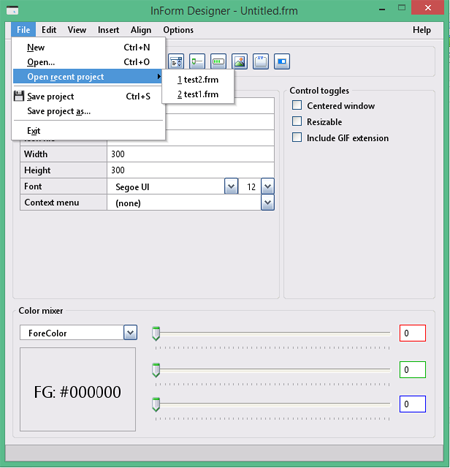 InForm Designer - Untitled.frm
File Edit View Insert Align Options Help
New Ctrl+N
Open... Ctrl+O
Open recent project
1 test2.frm
2 test1.frm
Save project Ctrl+S
Save project as...
Exit
Control toggles
Centered window
Resizable
Include GIF extension
Width 300
Height 300
Font Segoe UI 12
Context menu (none)
Color mixer
ForeColor
0
FG: #000000
0
0